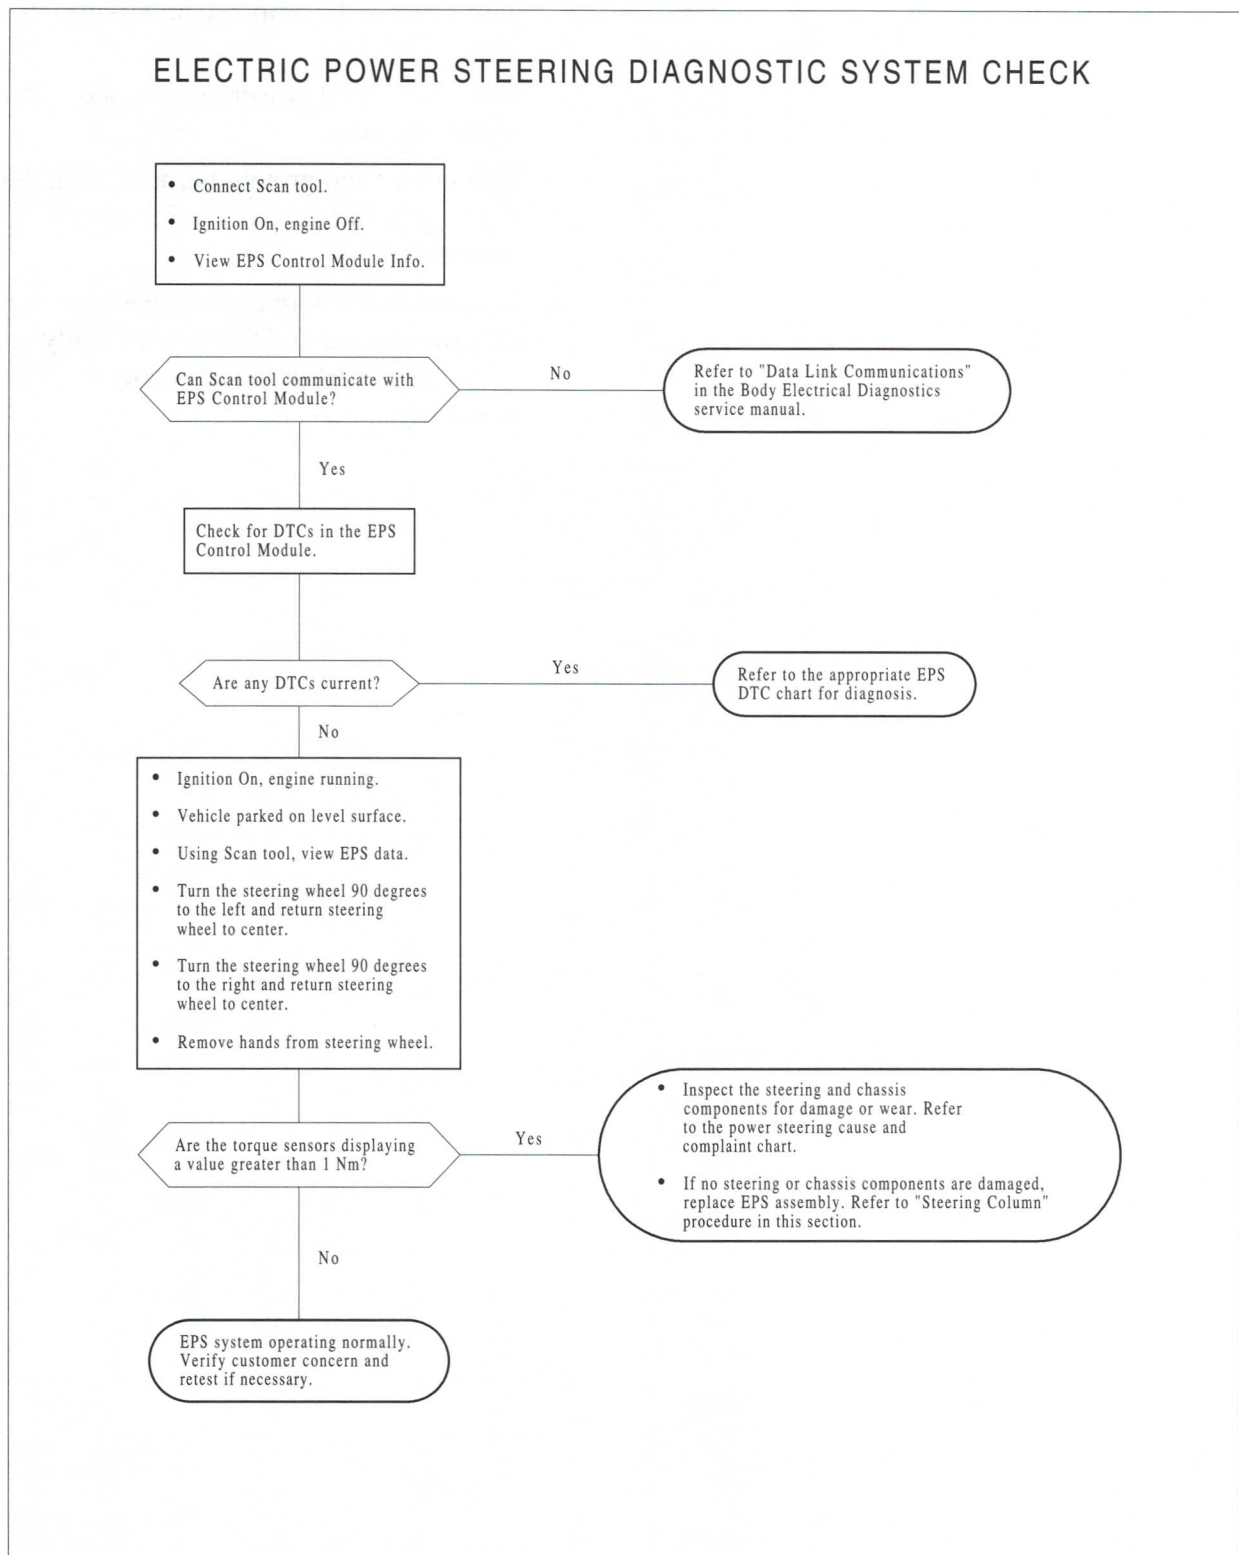 ELECTRIC POWER STEERING DIAGNOSTIC SYSTEM CHECK
• Connect Scan tool.
• Ignition On, engine Off.
• View EPS Control Module Info.
Can Scan tool communicate with
EPS Control Module?
No
Refer to "Data Link Communications"
in the Body Electrical Diagnostics
service manual.
Yes
Check for DTCs in the EPS
Control Module.
Are any DTCs current?
Yes
Refer to the appropriate EPS
DTC chart for diagnosis.
No
• Ignition On, engine running.
• Vehicle parked on level surface.
• Using Scan tool, view EPS data.
• Turn the steering wheel 90 degrees
to the left and return steering
wheel to center.
• Turn the steering wheel 90 degrees
to the right and return steering
wheel to center.
• Remove hands from steering wheel.
Are the torque sensors displaying
a value greater than 1 Nm?
Yes
• Inspect the steering and chassis
components for damage or wear. Refer
to the power steering cause and
complaint chart.
• If no steering or chassis components are damaged,
replace EPS assembly. Refer to "Steering Column"
procedure in this section.
No
EPS system operating normally.
Verify customer concern and
retest if necessary.